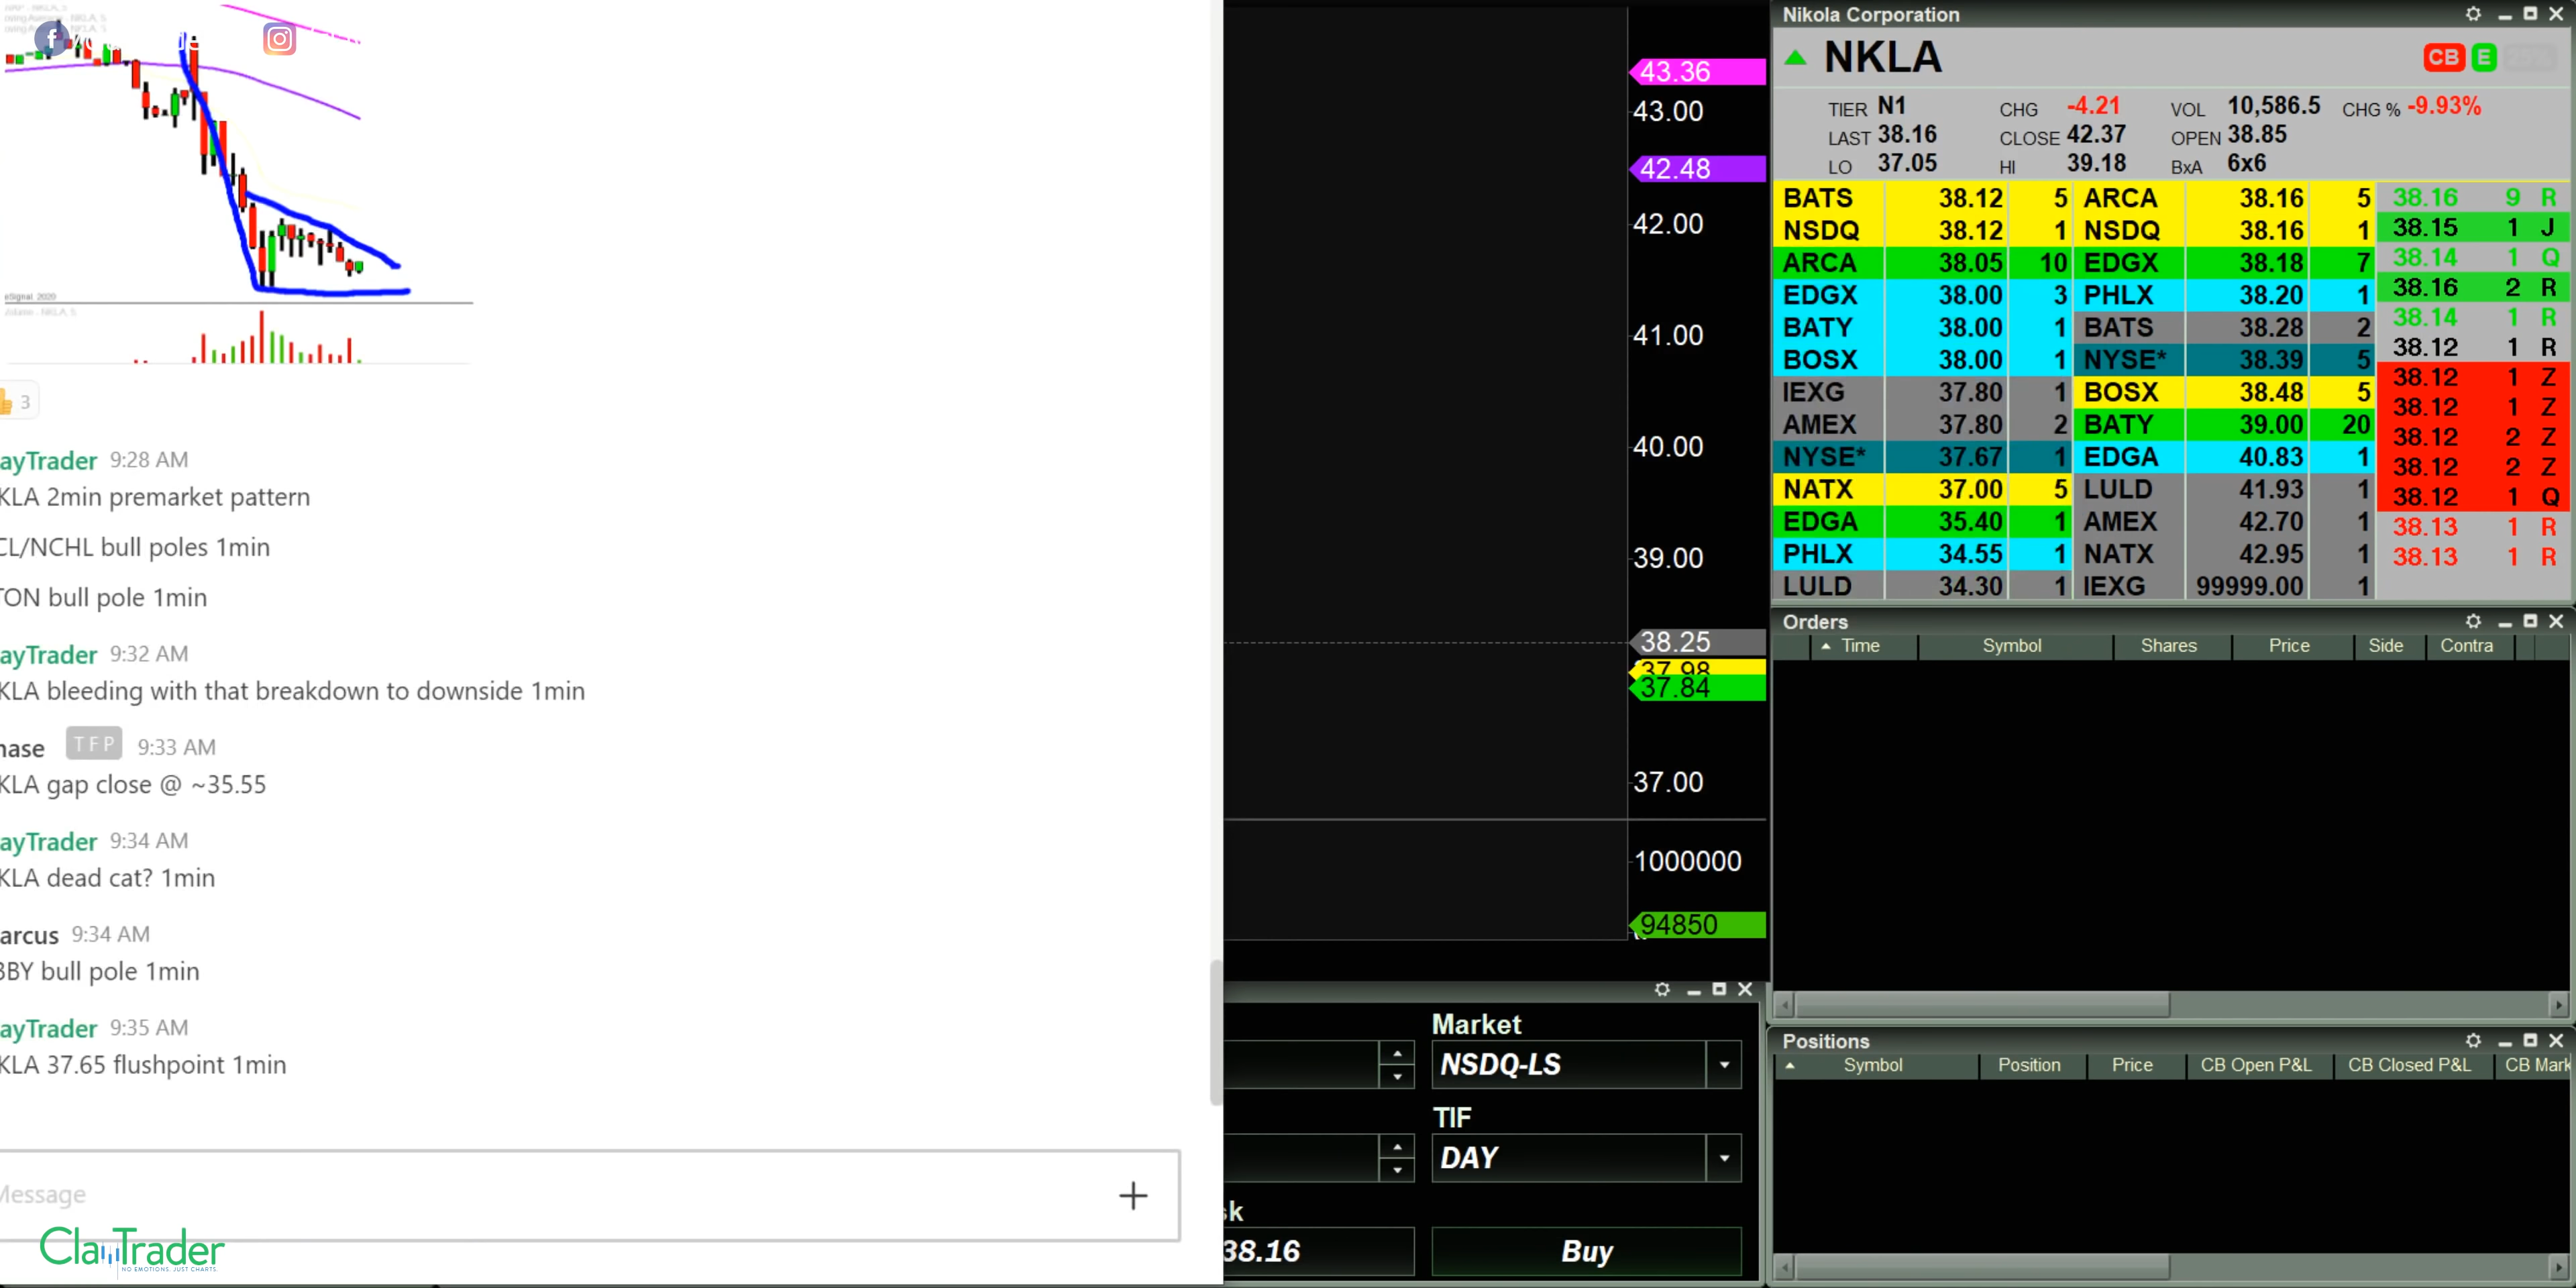 eSignal, 2020
3
ayTrader 9:28 AM
KLA 2min premarket pattern
CL/NCHL bull poles 1min
TON bull pole 1min
ayTrader 9:32 AM
KLA bleeding with that breakdown to downside 1min
hase TFP 9:33 AM
KLA gap close @ ~35.55
ayTrader 9:34 AM
KLA dead cat? 1min
arcus 9:34 AM
BBY bull pole 1min
ayTrader 9:35 AM
KLA 37.65 flushpoint 1min
Message
ClayTrader
NO EMOTIONS. JUST CHARTS.
43.36
43.00
42.48
42.00
41.00
40.00
39.00
38.25
37.98
37.84
37.00
1000000
94850
Market
NSDQ-LS
TIF
DAY
sk
38.16
Buy
Nikola Corporation
NKLA
CB E
TIER N1 CHG -4.21 VOL 10,586.5 CHG % -9.93%
LAST 38.16 CLOSE 42.37 OPEN 38.85
LO 37.05 HI 39.18 BxA 6x6
BATS 38.12 5 ARCA 38.16 5
NSDQ 38.12 1 NSDQ 38.16 1
ARCA 38.05 10 EDGX 38.18 7
EDGX 38.00 3 PHLX 38.20 1
BATY 38.00 1 BATS 38.28 2
BOSX 38.00 1 NYSE* 38.39 5
IEXG 37.80 1 BOSX 38.48 5
AMEX 37.80 2 BATY 39.00 20
NYSE* 37.67 1 EDGA 40.83 1
NATX 37.00 5 LULD 41.93 1
EDGA 35.40 1 AMEX 42.70 1
PHLX 34.55 1 NATX 42.95 1
LULD 34.30 1 IEXG 99999.00 1
38.16 9 R
38.15 1 J
38.14 1 Q
38.16 2 R
38.14 1 R
38.12 1 R
38.12 1 Z
38.12 1 Z
38.12 2 Z
38.12 2 Z
38.12 1 Q
38.13 1 R
38.13 1 R
Orders
Time Symbol Shares Price Side Contra
Positions
Symbol Position Price CB Open P&L CB Closed P&L CB Mark